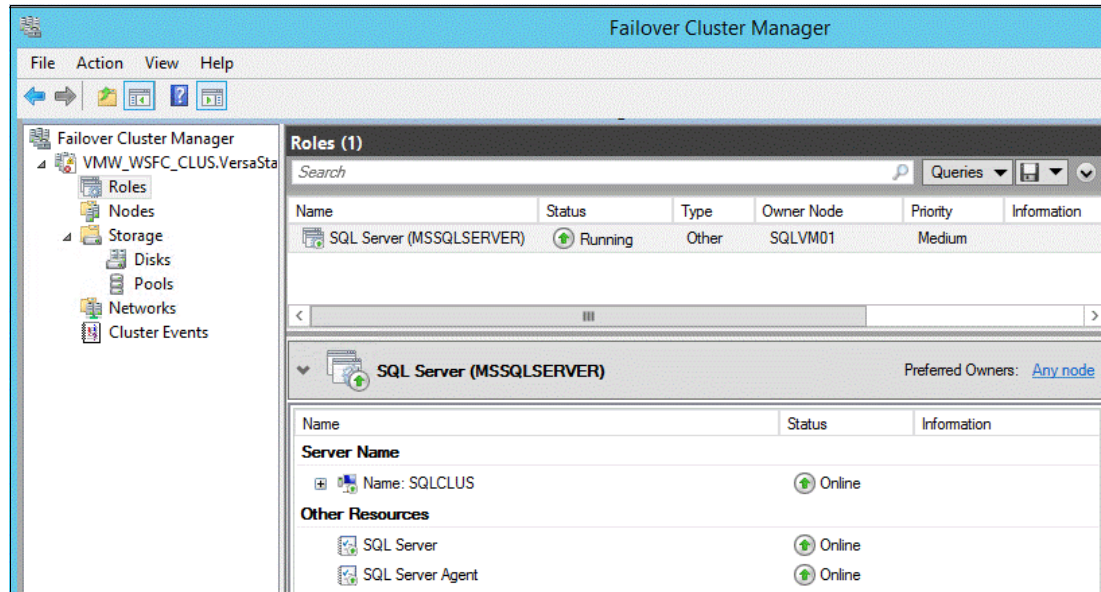 Failover Cluster Manager
File Action View Help
Failover Cluster Manager
VMW_WSFC_CLUS.VersaSta
Roles
Nodes
Storage
Disks
Pools
Networks
Cluster Events
Roles (1)
Search
Queries
Name Status Type Owner Node Priority Information
SQL Server (MSSQLSERVER) Running Other SQLVM01 Medium
SQL Server (MSSQLSERVER) Preferred Owners: Any node
Name Status Information
Server Name
Name: SQLCLUS Online
Other Resources
SQL Server Online
SQL Server Agent Online